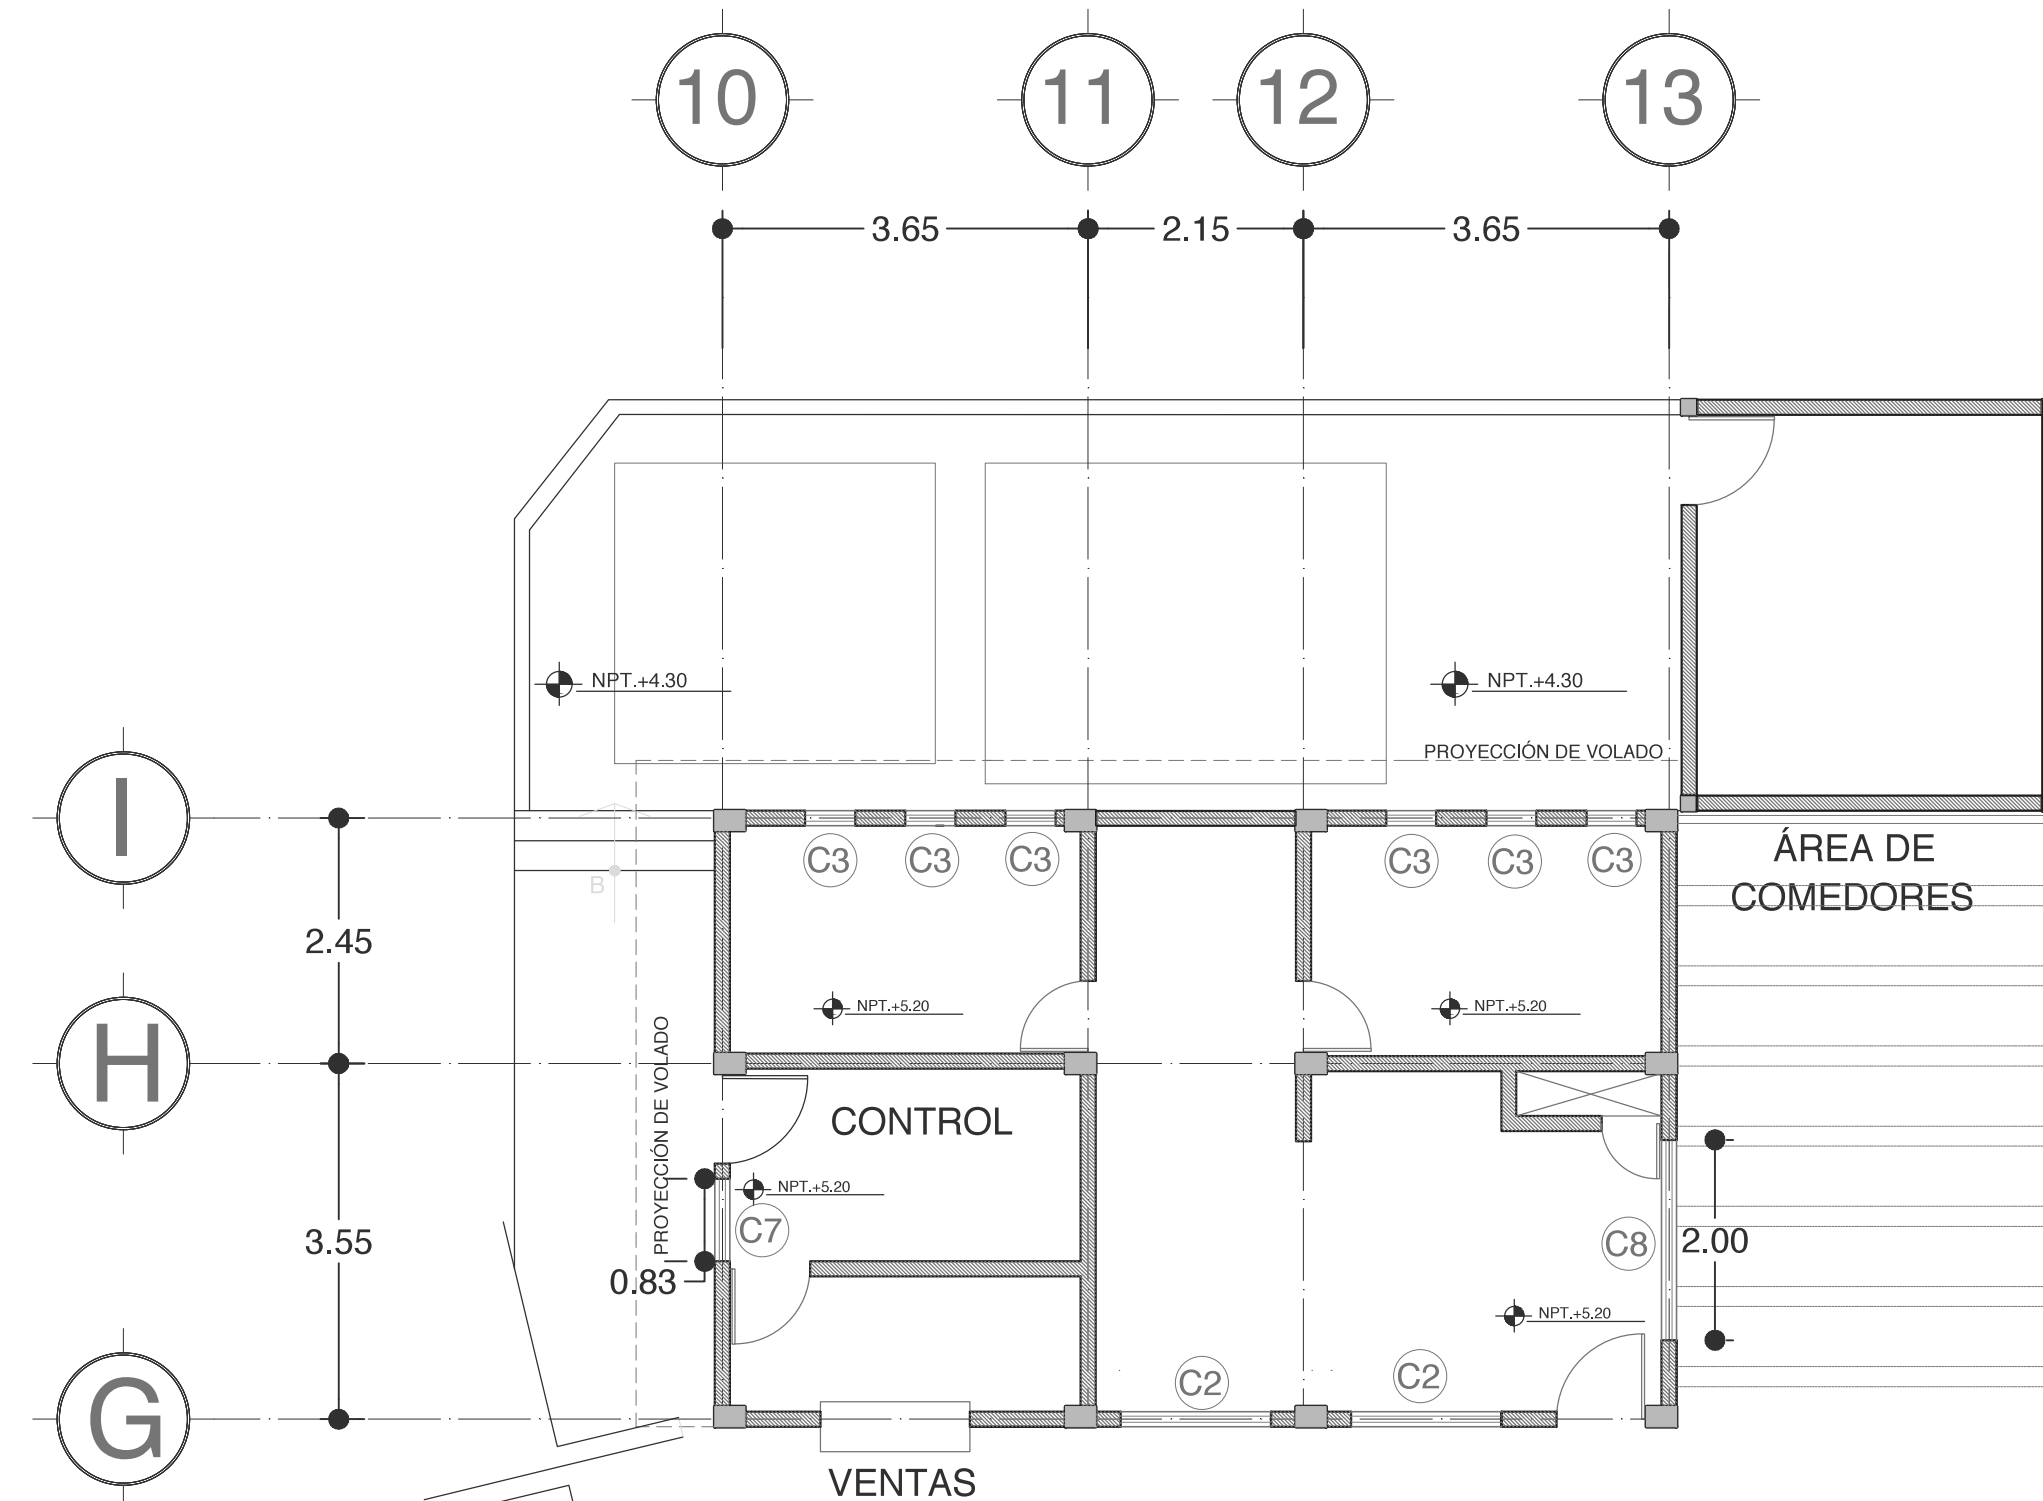 10 11 12 13
3.65 2.15 3.65
NPT.+4.30 NPT.+4.30
PROYECCIÓN DE VOLADO
I
C3 C3 C3 C3 C3 C3
ÁREA DE
COMEDORES
B
2.45
NPT.+5.20 NPT.+5.20
H
PROYECCIÓN DE VOLADO
CONTROL
NPT.+5.20
C7
C8
2.00
3.55
0.83
NPT.+5.20
C2 C2
G
VENTAS